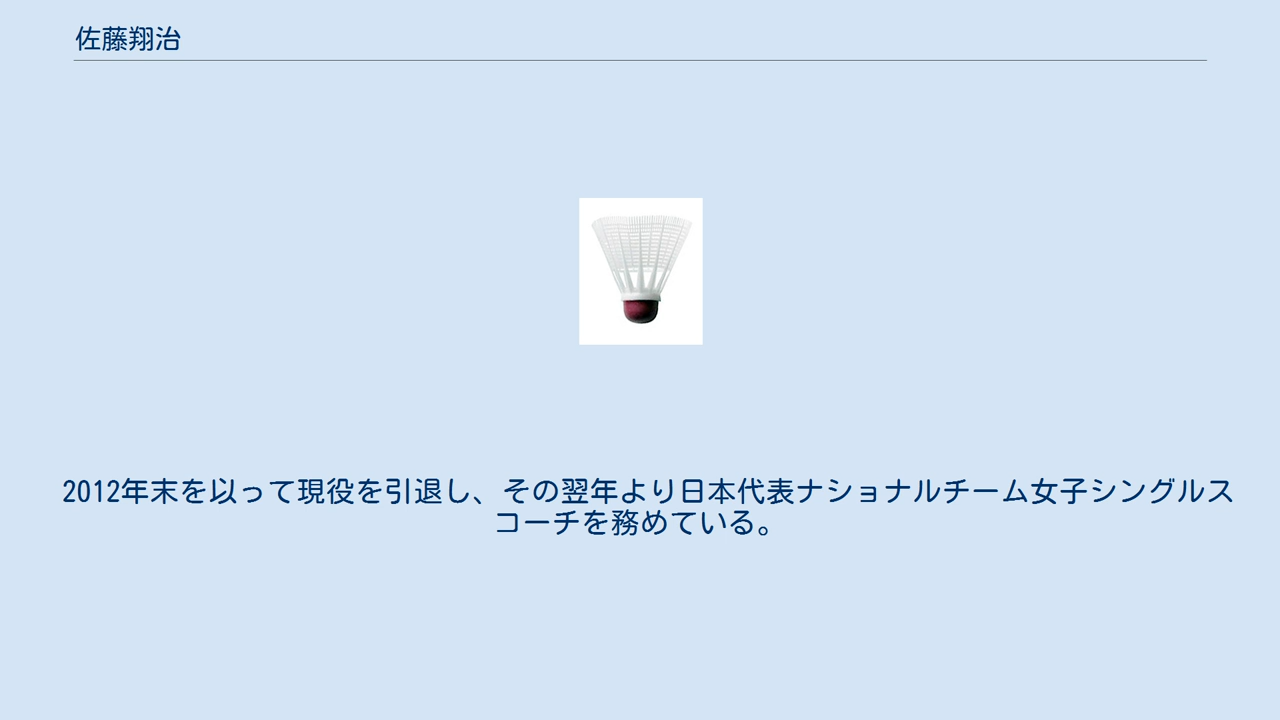 佐藤翔治
2012年末を以って現役を引退し、その翌年より日本代表ナショナルチーム女子シングルス
コーチを務めている。